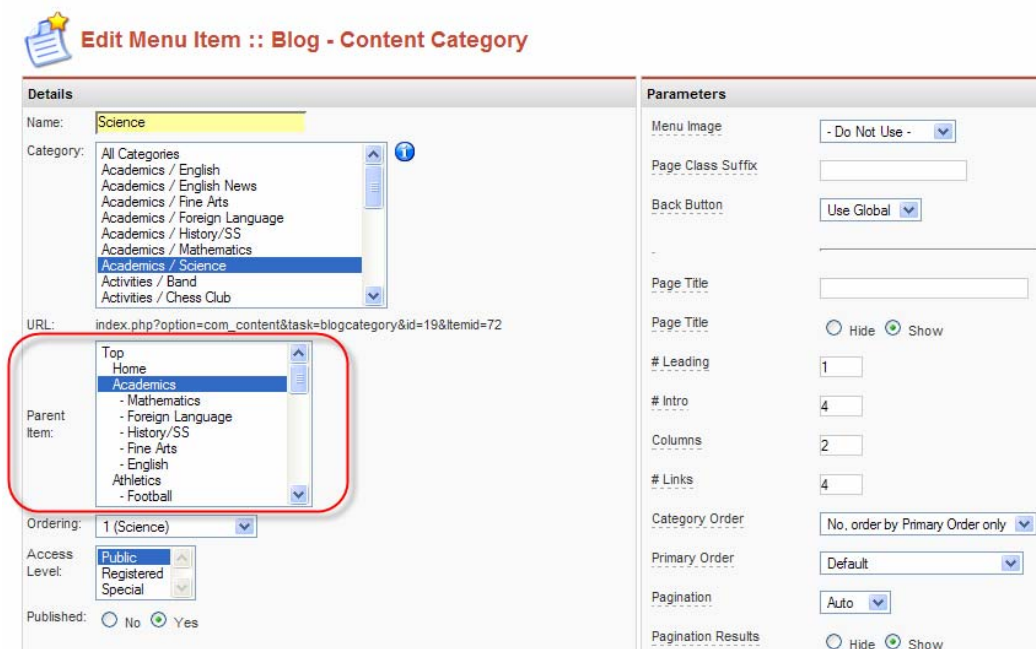 Edit Menu Item :: Blog - Content Category
Details
Name: Science
Category:
All Categories
Academics / English
Academics / English News
Academics / Fine Arts
Academics / Foreign Language
Academics / History/SS
Academics / Mathematics
Academics / Science
Activities / Band
Activities / Chess Club
URL: index.php?option=com_content&task=blogcategory&id=19&Itemid=72
Parent Item:
Top
Home
Academics
- Mathematics
- Foreign Language
- History/SS
- Fine Arts
- English
Athletics
- Football
Ordering: 1 (Science)
Access Level:
Public
Registered
Special
Published: No Yes
Parameters
Menu Image - Do Not Use -
Page Class Suffix
Back Button Use Global
-
Page Title
Page Title Hide Show
# Leading 1
# Intro 4
Columns 2
# Links 4
Category Order No, order by Primary Order only
Primary Order Default
Pagination Auto
Pagination Results Hide Show